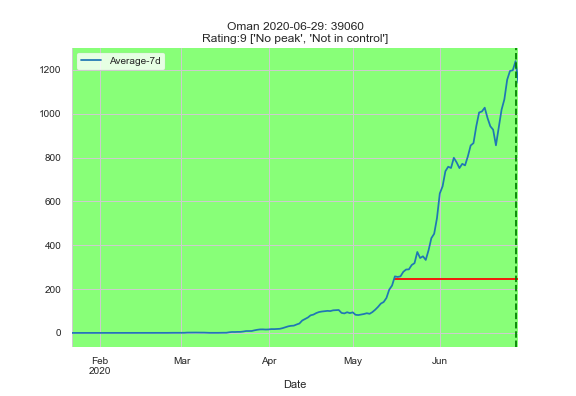 Oman 2020-06-29: 39060
Rating:9 ['No peak', 'Not in control']
Average-7d
1200
1000
800
600
400
200
0
Feb
2020
Mar
Apr
May
Jun
Date